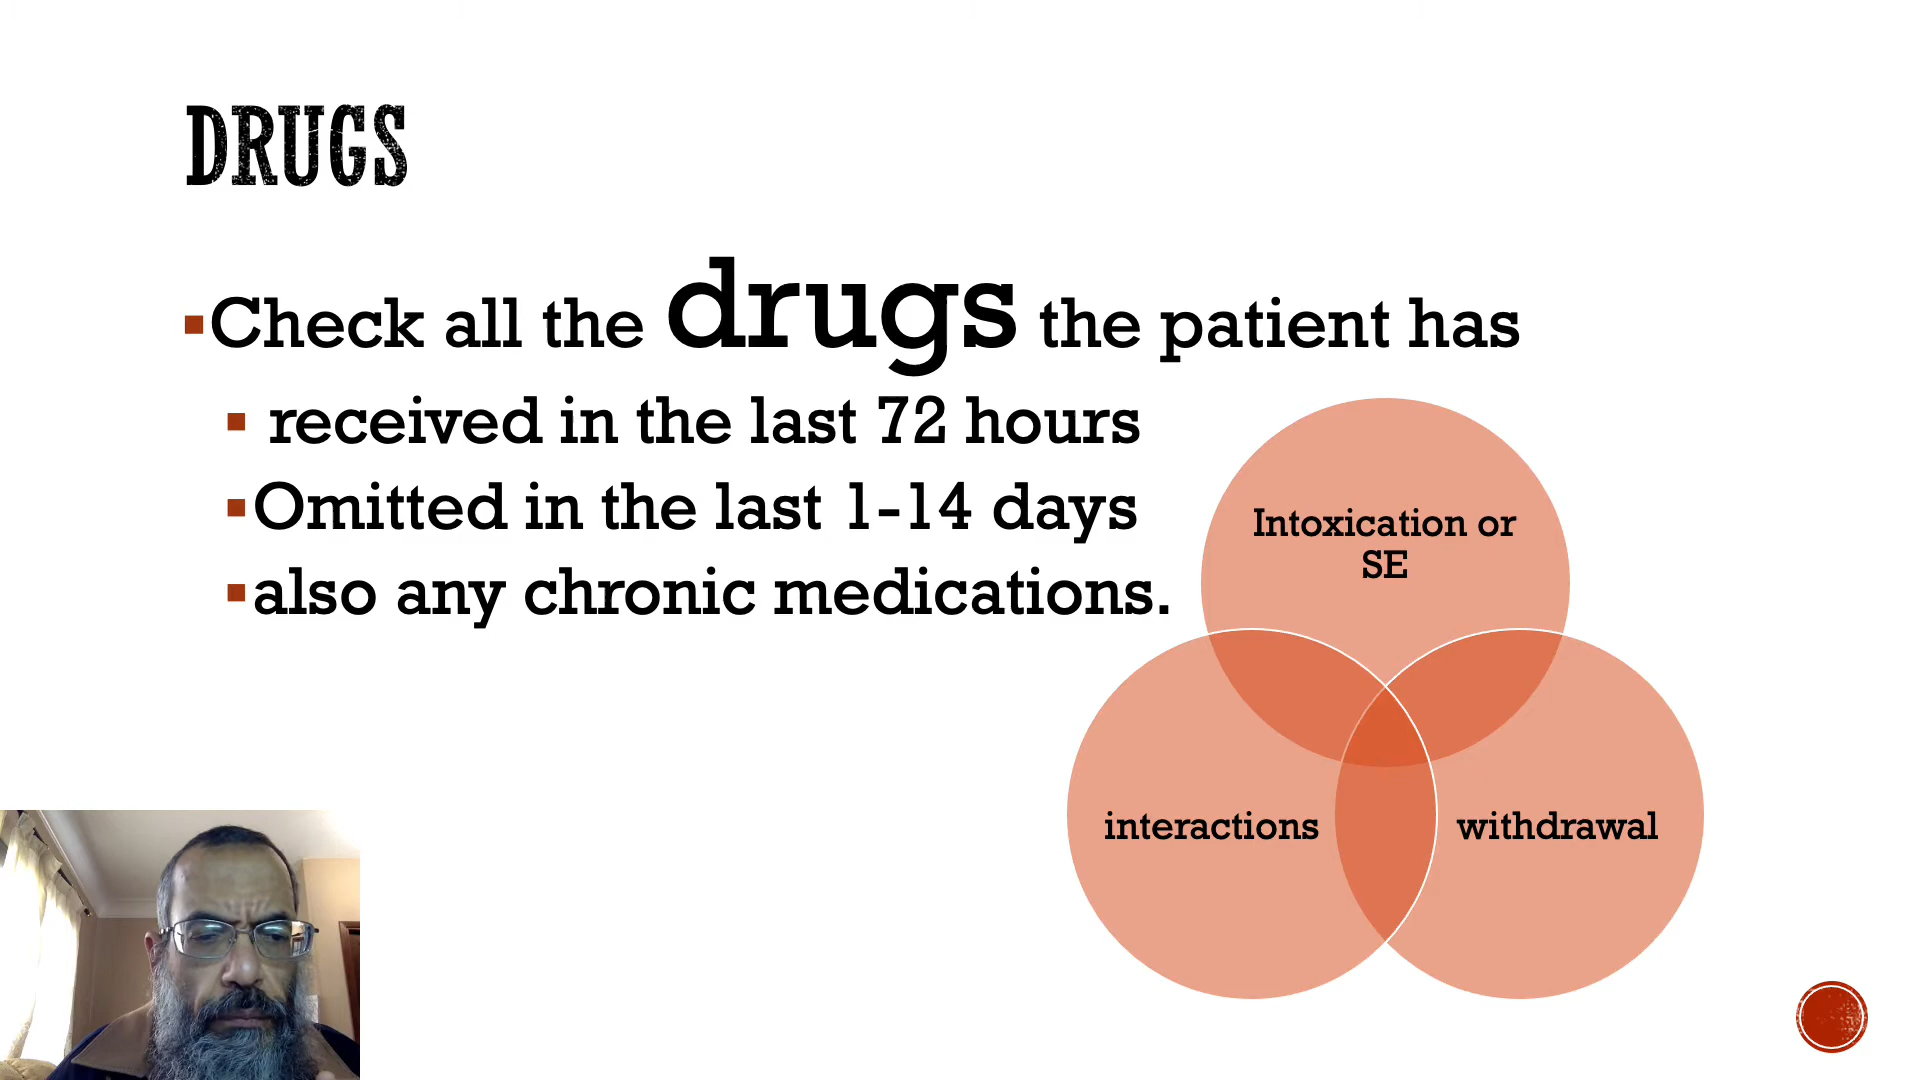 DRUGS
Check all the drugs the patient has
received in the last 72 hours
Omitted in the last 1-14 days
also any chronic medications.
Intoxication or
SE
interactions
withdrawal